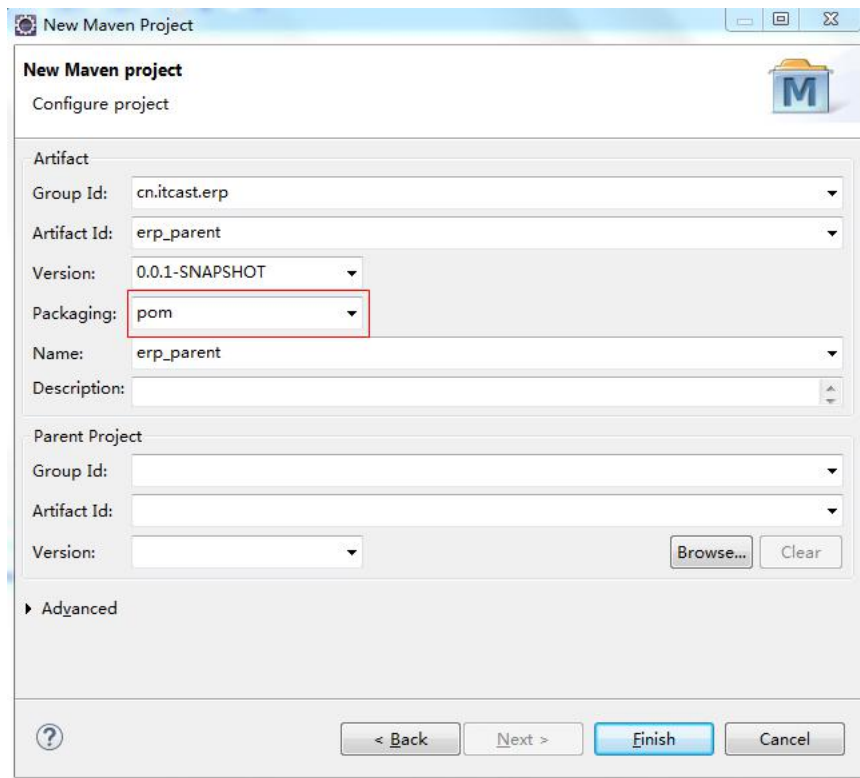 New Maven Project
New Maven project
Configure project
M
Artifact
Group Id: cn.itcast.erp
Artifact Id: erp_parent
Version: 0.0.1-SNAPSHOT
Packaging: pom
Name: erp_parent
Description:
Parent Project
Group Id:
Artifact Id:
Version: Browse... Clear
Advanced
? < Back Next > Finish Cancel